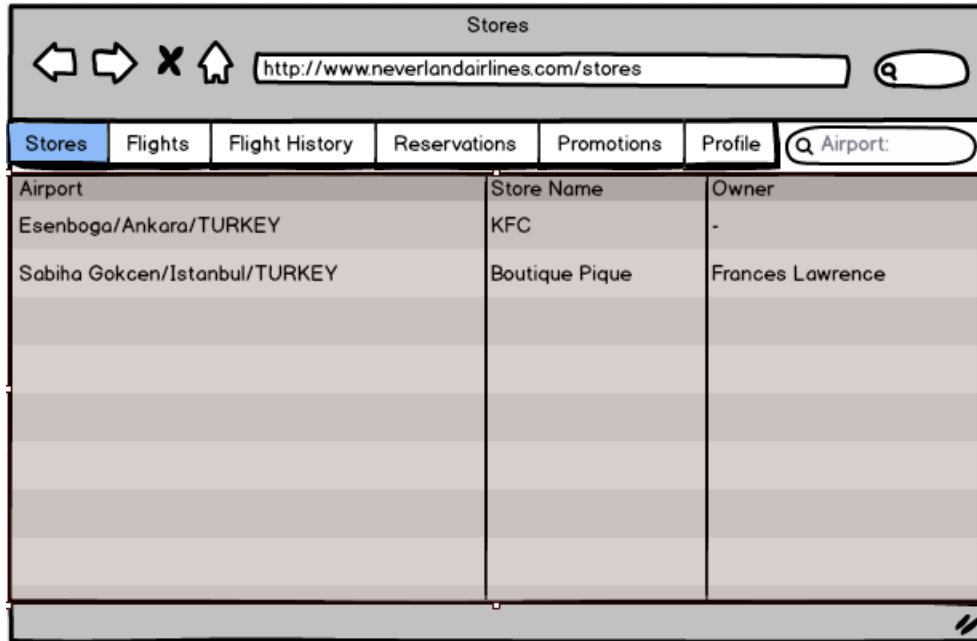 Stores
http://www.neverlandairlines.com/stores
Stores Flights Flight History Reservations Promotions Profile Airport:
Airport Store Name Owner
Esenboga/Ankara/TURKEY KFC -
Sabiha Gokcen/Istanbul/TURKEY Boutique Pique Frances Lawrence